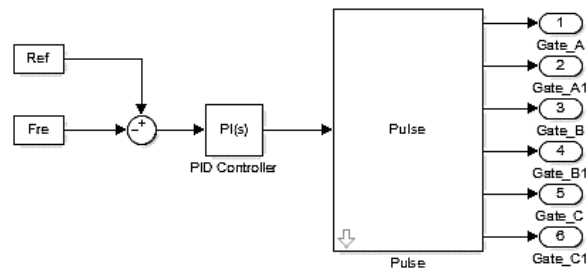 Ref
Fre
PI(s)
PID Controller
Pulse
Pulse
1
Gate_A
2
Gate_A1
3
Gate_B
4
Gate_B1
5
Gate_C
6
Gate_C1